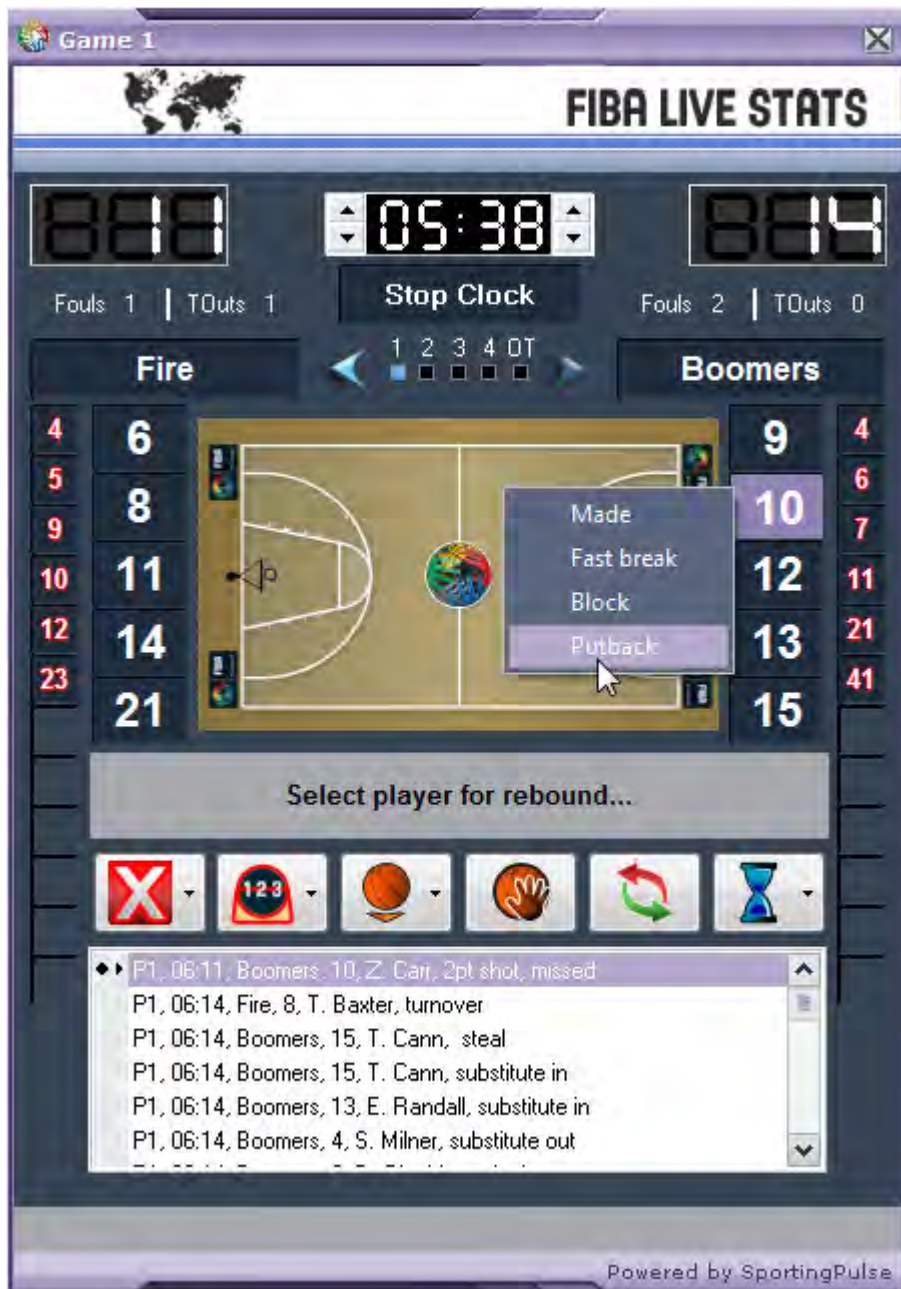 Game 1
FIBA LIVE STATS
11
05:38
14
Fouls 1 | TOuts 1
Stop Clock
Fouls 2 | TOuts 0
1 2 3 4 OT
Fire
Boomers
4
5
9
10
12
23
6
8
11
14
21
Made
Fast break
Block
Putback
9
10
12
13
15
4
6
7
11
21
41
Select player for rebound...
123
P1, 06:11, Boomers, 10, Z. Carr, 2pt shot, missed
P1, 06:14, Fire, 8, T. Baxter, turnover
P1, 06:14, Boomers, 15, T. Cann, steal
P1, 06:14, Boomers, 15, T. Cann, substitute in
P1, 06:14, Boomers, 13, E. Randall, substitute in
P1, 06:14, Boomers, 4, S. Milner, substitute out
Powered by SportingPulse